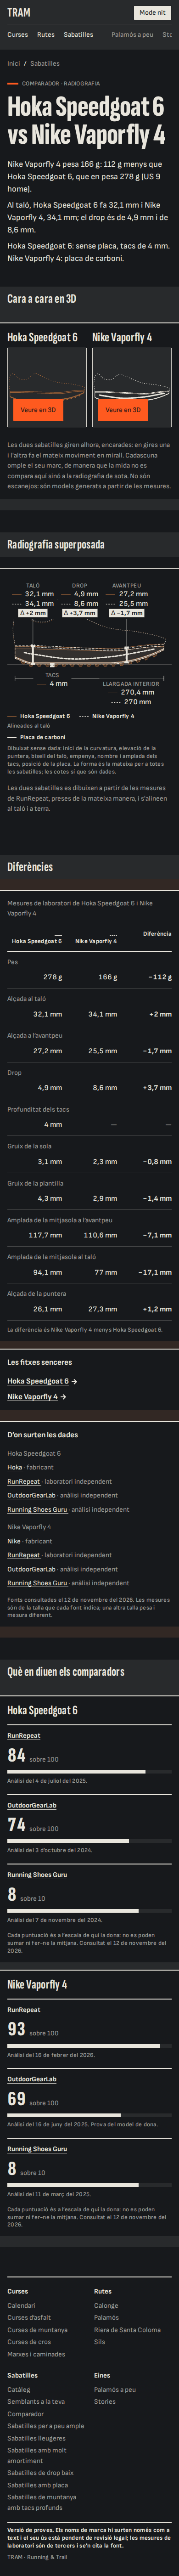 TRAM
Mode nit
Curses Rutes Sabatilles Palamós a peu
Inici / Sabatilles
COMPARADOR · RADIOGRAFIA
Hoka Speedgoat 6
vs Nike Vaporfly 4
Nike Vaporfly 4 pesa 166 g: 112 g menys que
Hoka Speedgoat 6, que en pesa 278 g (US 9
home).
Al taló, Hoka Speedgoat 6 fa 32,1 mm i Nike
Vaporfly 4, 34,1 mm; el drop és de 4,9 mm i de
8,6 mm.
Hoka Speedgoat 6: sense placa, tacs de 4 mm.
Nike Vaporfly 4: placa de carboni.
Cara a cara en 3D
Hoka Speedgoat 6
Nike Vaporfly 4
Veure en 3D
Veure en 3D
Les dues sabatilles giren alhora, encarades: en gires una
i l'altra fa el mateix moviment en mirall. Cadascuna
ompple el seu marc, de manera que la mida no es
compara aquí sinó a la radiografia de sota. No són
escanejos: són models generats a partir de les mesures.
Radiografia superposada
TALÓ
32,1 mm
34,1 mm
Δ +2 mm
DROP
4,9 mm
8,6 mm
Δ +3,7 mm
AVANTPEU
27,2 mm
25,5 mm
Δ −1,7 mm
TACS
4 mm
LLARGADA INTERIOR
270,4 mm
270 mm
Hoka Speedgoat 6 Nike Vaporfly 4
Alineades al taló
Placa de carboni
Dibuixat sense dada: inici de la curvatura, elevació de la
puntera, bisell del taló, empenya, nombre i amplada dels
tacs, posició de la placa. La forma és la mateixa per a totes
les sabatilles; les cotes sí que són dades.
Les dues sabatilles es dibuixen a partir de les mesures
de RunRepeat, preses de la mateixa manera, i s'alineen
al taló i a terra.
Diferències
Mesures de laboratori de Hoka Speedgoat 6 i Nike
Vaporfly 4
Hoka Speedgoat 6 Nike Vaporfly 4 Diferència
Pes
278 g 166 g −112 g
Alçada al taló
32,1 mm 34,1 mm +2 mm
Alçada a l'avantpeu
27,2 mm 25,5 mm −1,7 mm
Drop
4,9 mm 8,6 mm +3,7 mm
Profunditat dels tacs
4 mm — —
Gruix de la sola
3,1 mm 2,3 mm −0,8 mm
Gruix de la plantilla
4,3 mm 2,9 mm −1,4 mm
Amplada de la mitjasola a l'avantpeu
117,7 mm 110,6 mm −7,1 mm
Amplada de la mitjasola al taló
94,1 mm 77 mm −17,1 mm
Alçada de la puntera
26,1 mm 27,3 mm +1,2 mm
La diferència és Nike Vaporfly 4 menys Hoka Speedgoat 6.
Les fitxes senceres
Hoka Speedgoat 6 →
Nike Vaporfly 4 →
D'on surten les dades
Hoka Speedgoat 6
Hoka · fabricant
RunRepeat · laboratori independent
OutdoorGearLab · anàlisi independent
Running Shoes Guru · anàlisi independent
Nike Vaporfly 4
Nike · fabricant
RunRepeat · laboratori independent
OutdoorGearLab · anàlisi independent
Running Shoes Guru · anàlisi independent
Fonts consultades el 12 de novembre del 2026. Les mesures
són de la talla que cada font indica; una altra talla pesa i
mesura diferent.
Què en diuen els comparadors
Hoka Speedgoat 6
RunRepeat
84 sobre 100
Anàlisi del 4 de juliol del 2025.
OutdoorGearLab
74 sobre 100
Anàlisi del 3 d'octubre del 2024.
Running Shoes Guru
8 sobre 10
Anàlisi del 7 de novembre del 2024.
Cada puntuació és a l'escala de qui la dona: no es poden
sumar ni fer-ne la mitjana. Consultat el 12 de novembre del
2026.
Nike Vaporfly 4
RunRepeat
93 sobre 100
Anàlisi del 16 de febrer del 2026.
OutdoorGearLab
69 sobre 100
Anàlisi del 16 de juny del 2025. Prova del model de dona.
Running Shoes Guru
8 sobre 10
Anàlisi del 11 de març del 2025.
Cada puntuació és a l'escala de qui la dona: no es poden
sumar ni fer-ne la mitjana. Consultat el 12 de novembre del
2026.
Curses
Calendari
Curses d'asfalt
Curses de muntanya
Curses de cros
Marxes i caminades
Rutes
Calonge
Palamós
Riera de Santa Coloma
Sils
Sabatilles
Catàleg
Semblants a la teva
Comparador
Sabatilles per a peu ample
Sabatilles lleugeres
Sabatilles amb molt
amortiment
Sabatilles de drop baix
Sabatilles amb placa
Sabatilles de muntanya
amb tacs profunds
Eines
Palamós a peu
Stories
Versió de proves. Els noms de marca hi surten només com a
text i el seu ús està pendent de revisió legal; les mesures de
laboratori són de tercers i se'n cita la font.
TRAM · Running & Trail